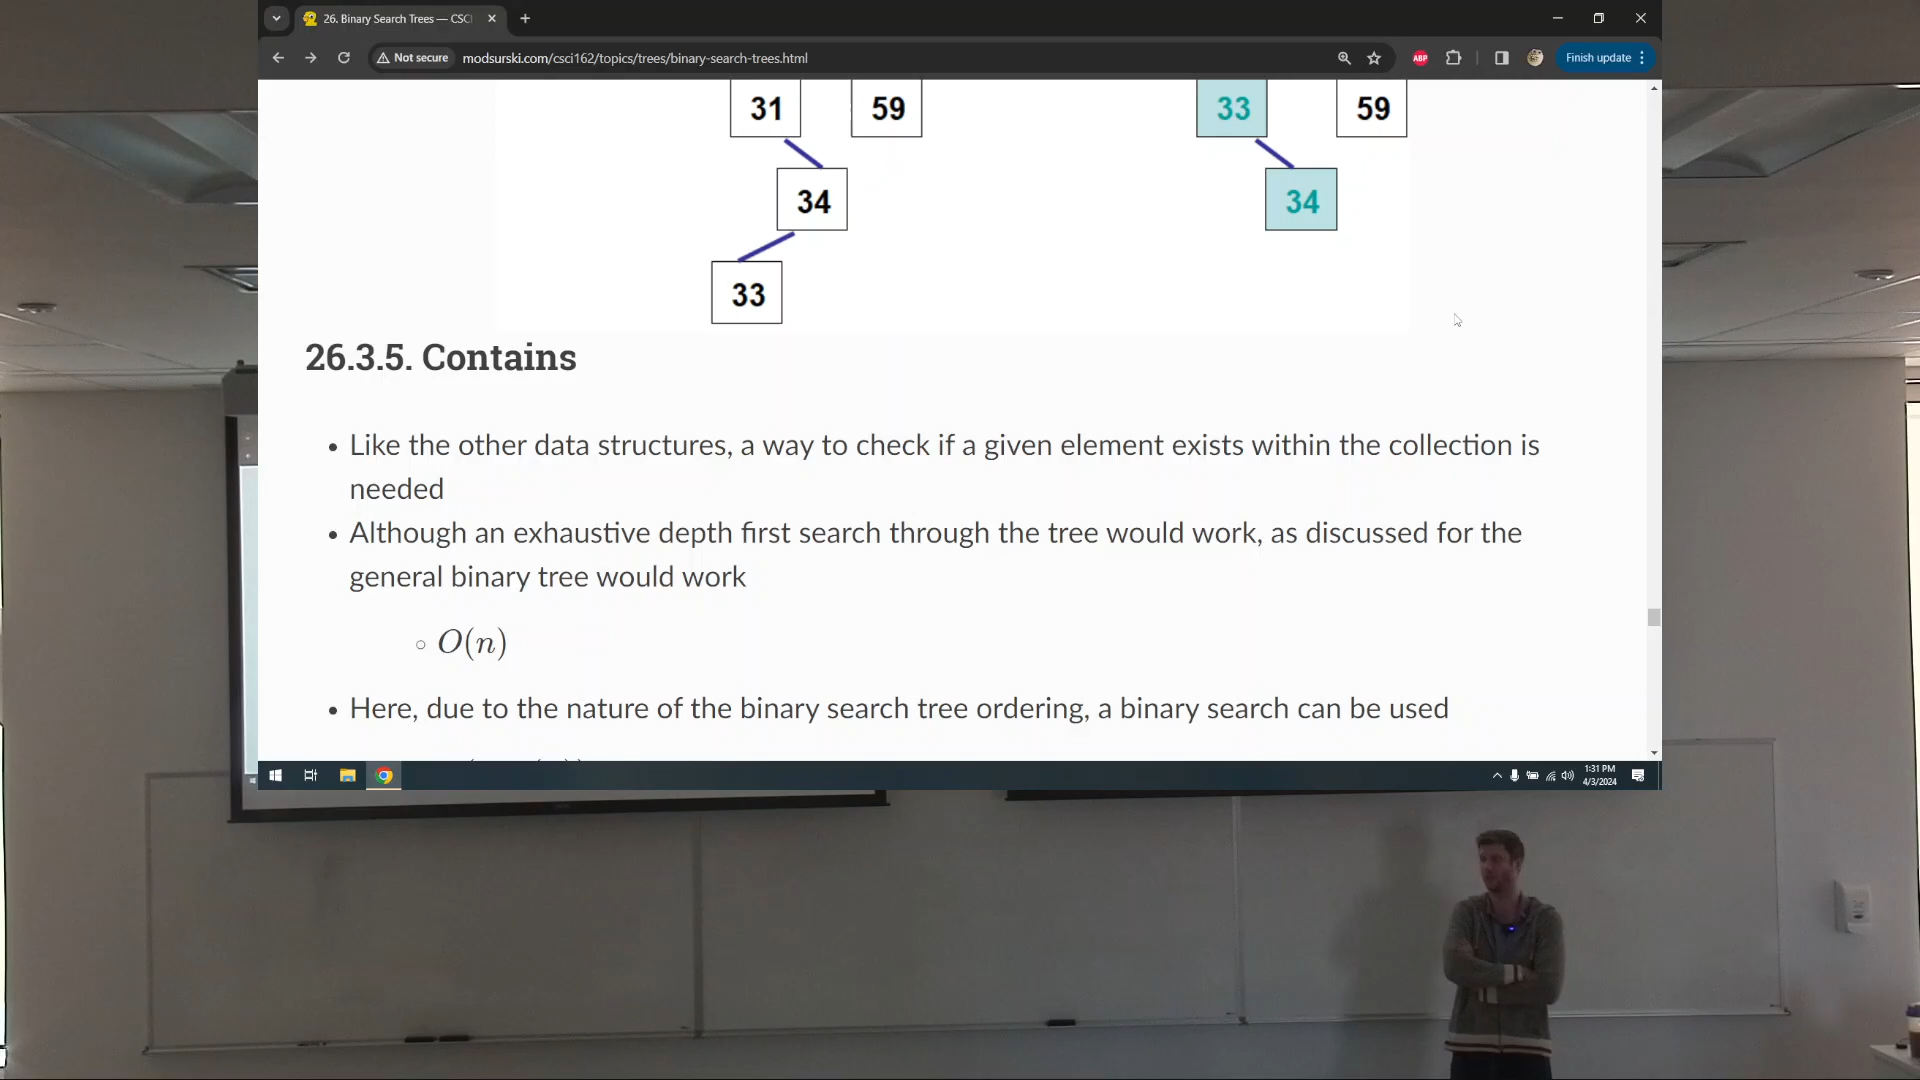 26. Binary Search Trees — CSC
Not secure
modsurski.com/csci162/topics/trees/binary-search-trees.html
ABP
Finish update
31 59 33 59
34 34
33
26.3.5. Contains
• Like the other data structures, a way to check if a given element exists within the collection is
needed
• Although an exhaustive depth first search through the tree would work, as discussed for the
general binary tree would work
○ O(n)
• Here, due to the nature of the binary search tree ordering, a binary search can be used
1:31 PM
4/3/2024